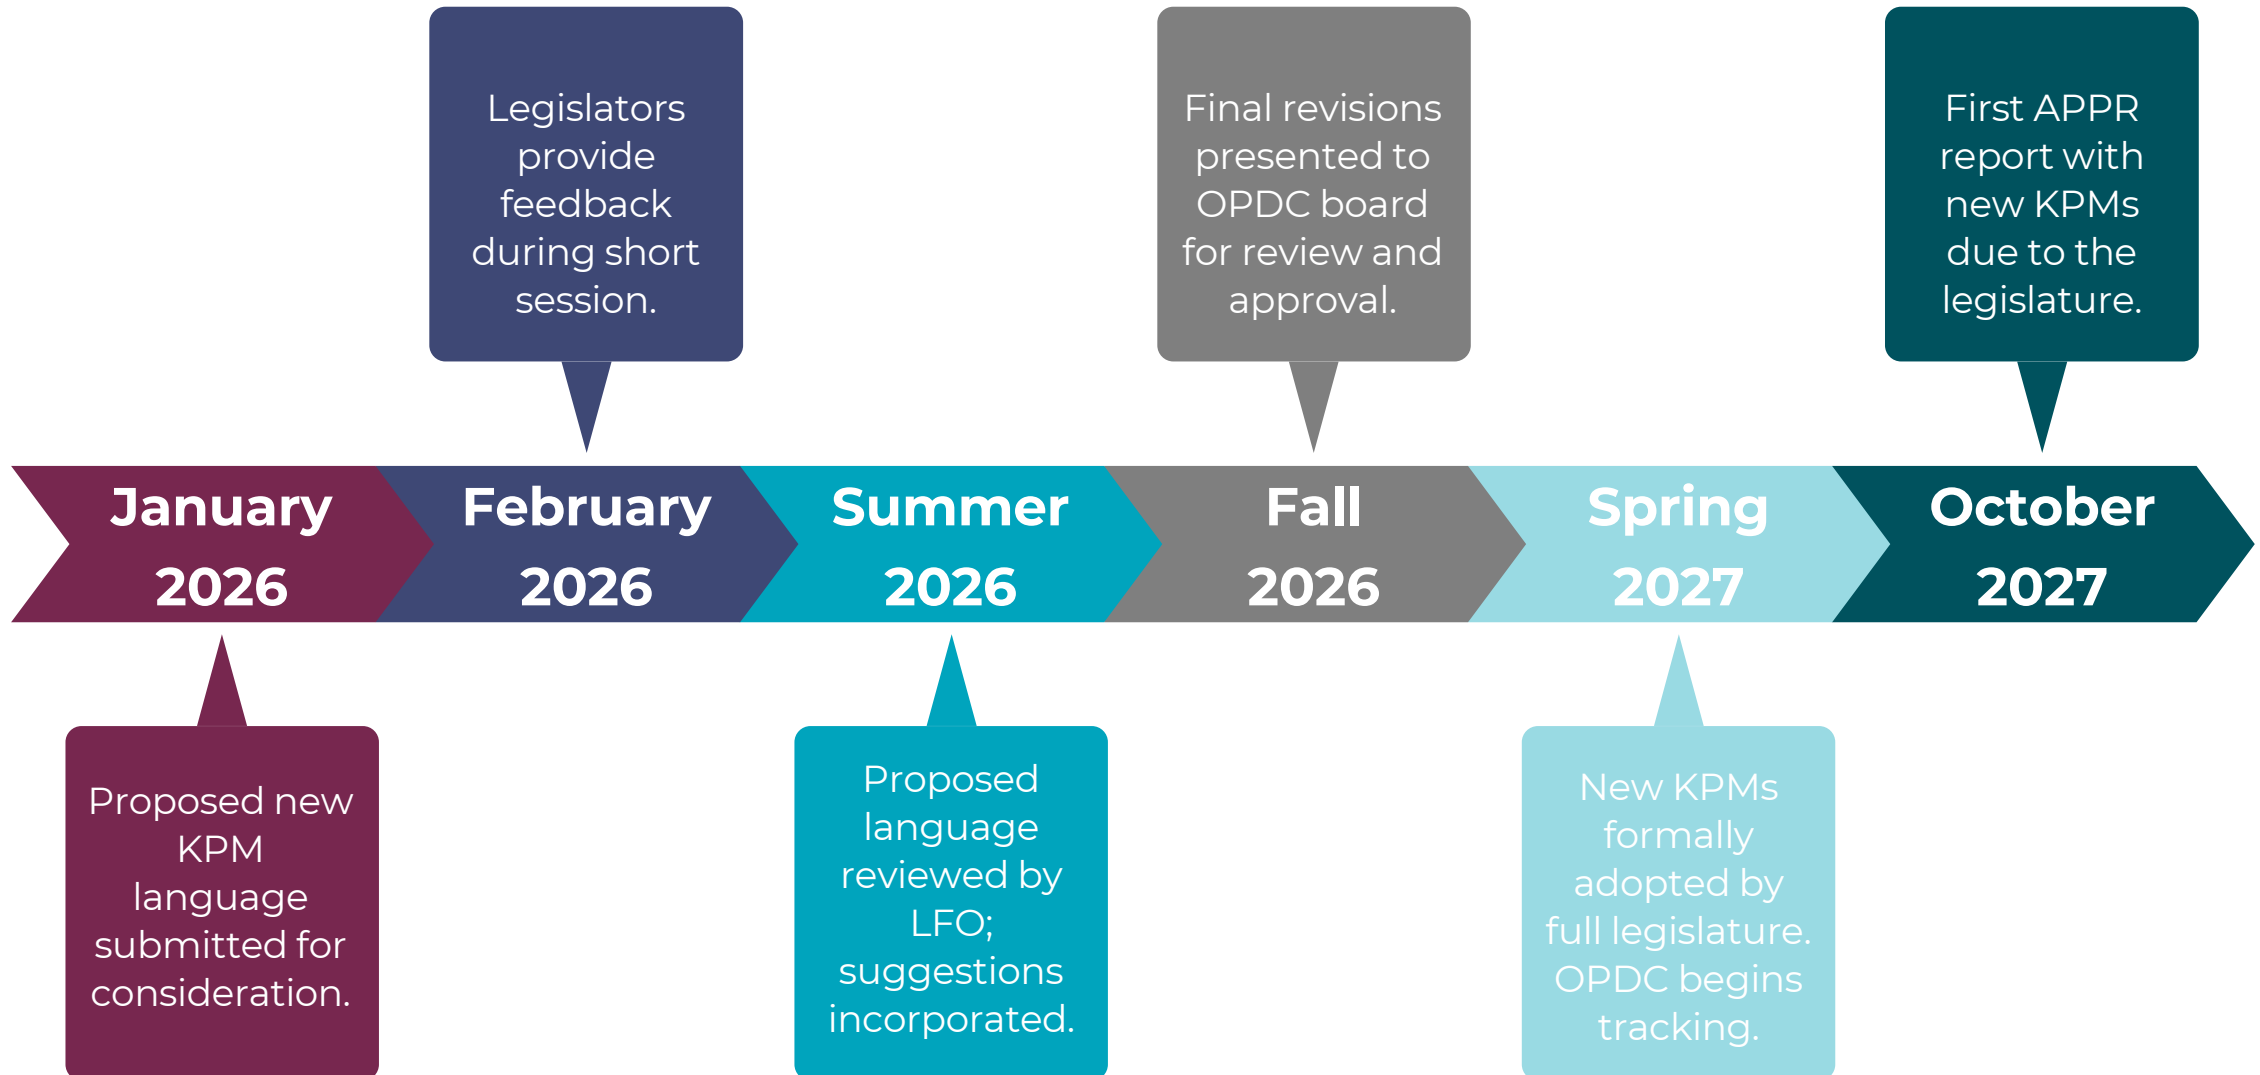 Legislators
provide
feedback
during short
session.
Final revisions
presented to
OPDC board
for review and
approval.
First APPR
report with
new KPMs
due to the
legislature.
January
2026
February
2026
Summer
2026
Fall
2026
Spring
2027
October
2027
Proposed new
KPM
language
submitted for
consideration.
Proposed
language
reviewed by
LFO;
suggestions
incorporated.
New KPMs
formally
adopted by
full legislature.
OPDC begins
tracking.